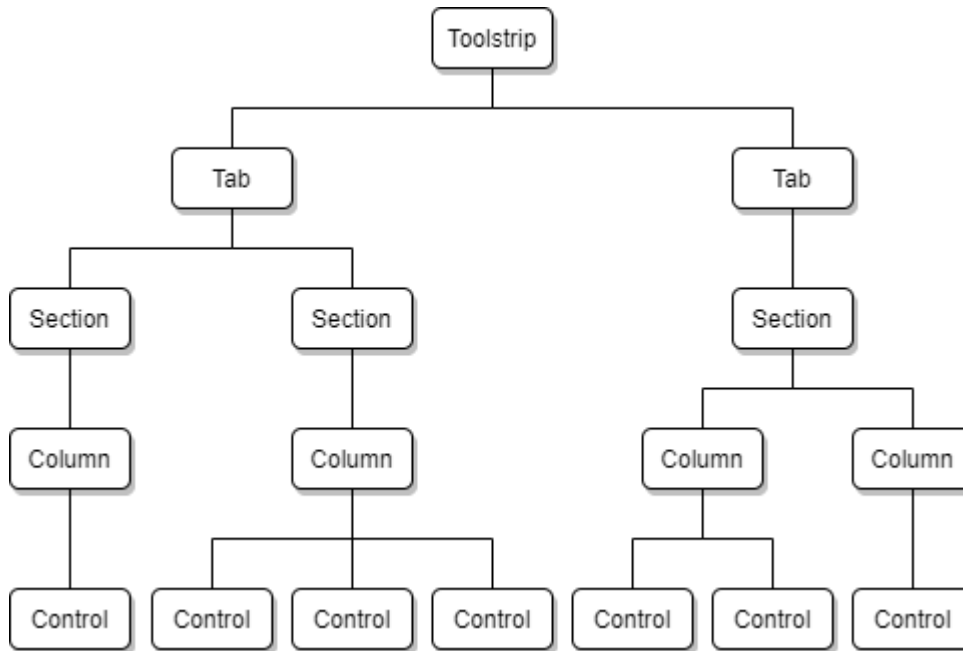 Toolstrip
Tab
Tab
Section
Section
Section
Column
Column
Column
Column
Control
Control
Control
Control
Control
Control
Control